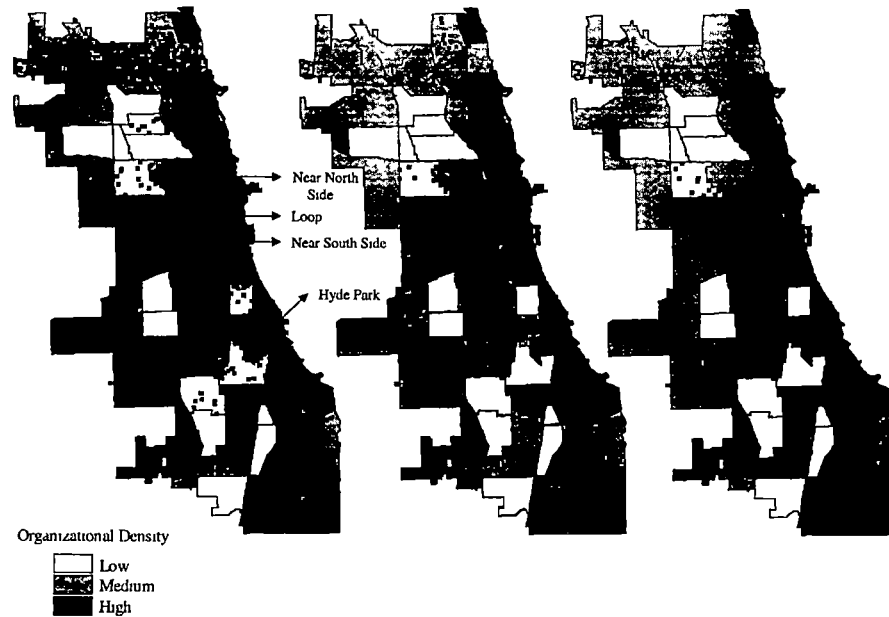 Near North
Side
Loop
Near South Side
Hyde Park
Organizational Density
Low
Medium
High